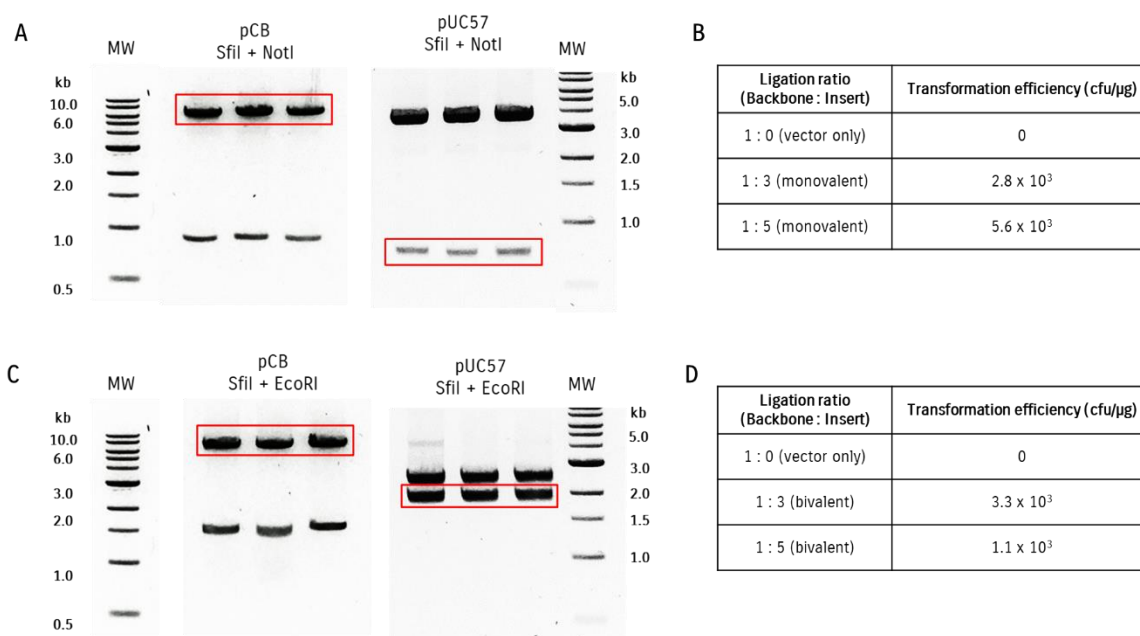 A
pCB
SfiI + NotI
pUC57
SfiI + NotI
MW
MW
kb
10.0
6.0
3.0
2.0
1.0
0.5
kb
5.0
3.0
2.0
1.5
1.0
B
Ligation ratio
(Backbone : Insert)
Transformation efficiency (cfu/µg)
1 : 0 (vector only)
0
1 : 3 (monovalent)
2.8 x 10³
1 : 5 (monovalent)
5.6 x 10³
C
pCB
SfiI + EcoRI
pUC57
SfiI + EcoRI
MW
MW
kb
10.0
6.0
3.0
2.0
1.0
0.5
kb
5.0
3.0
2.0
1.5
1.0
D
Ligation ratio
(Backbone : Insert)
Transformation efficiency (cfu/µg)
1 : 0 (vector only)
0
1 : 3 (bivalent)
3.3 x 10³
1 : 5 (bivalent)
1.1 x 10³